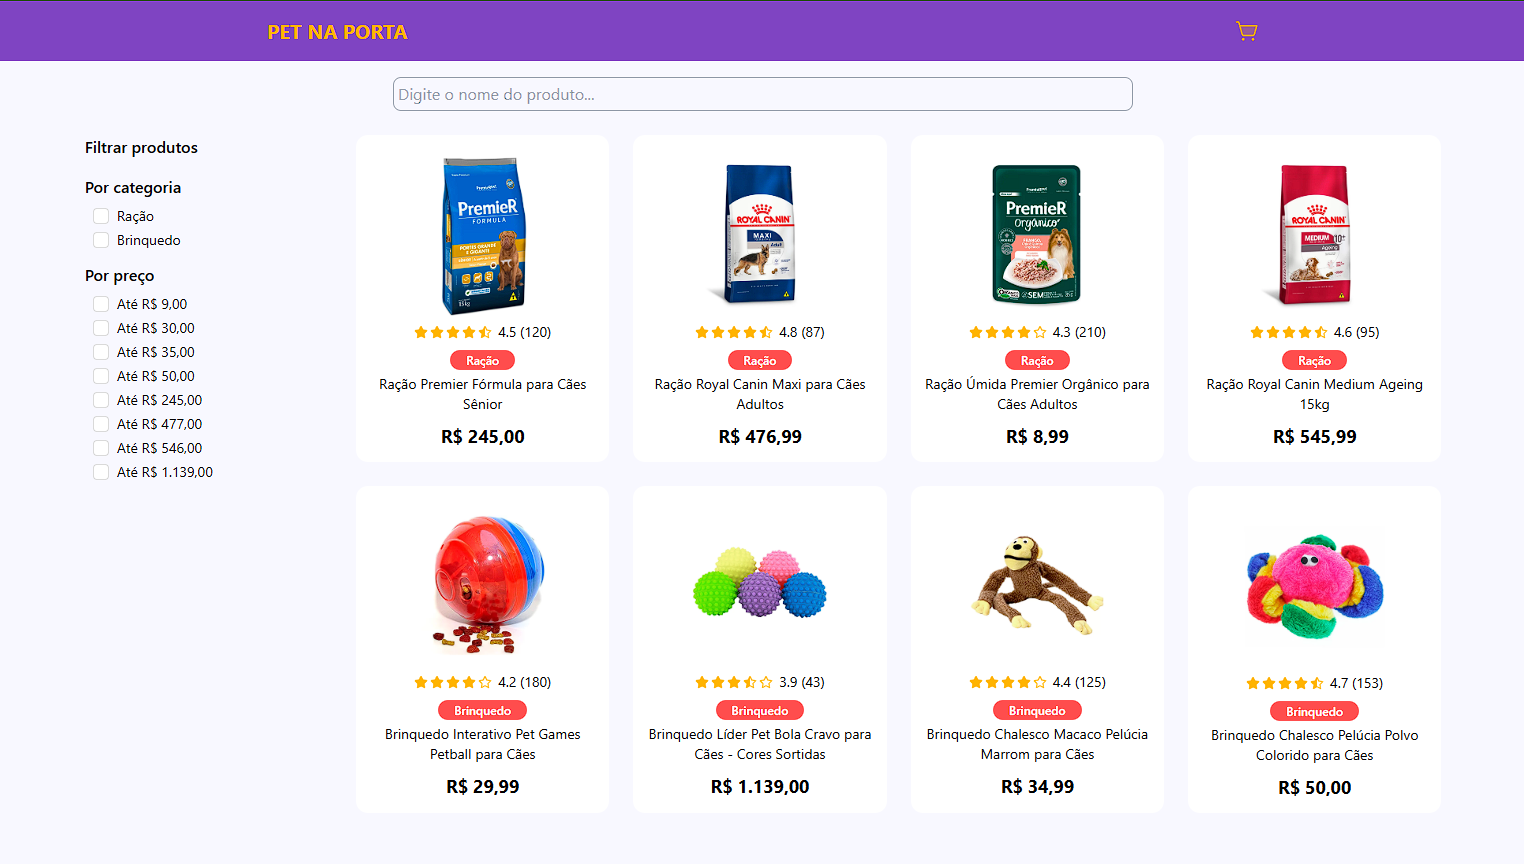 PET NA PORTA
Digite o nome do produto...
Filtrar produtos
Por categoria
Ração
Brinquedo
Por preço
Até R$ 9,00
Até R$ 30,00
Até R$ 35,00
Até R$ 50,00
Até R$ 245,00
Até R$ 477,00
Até R$ 546,00
Até R$ 1.139,00
PremieR
FÓRMULA
4.5 (120)
Ração
Ração Premier Fórmula para Cães
Sênior
R$ 245,00
ROYAL CANIN
MAXI
Adult
4.8 (87)
Ração
Ração Royal Canin Maxi para Cães
Adultos
R$ 476,99
PremieR
Orgânico
FRANGO
SEM
4.3 (210)
Ração
Ração Úmida Premier Orgânico para
Cães Adultos
R$ 8,99
ROYAL CANIN
MEDIUM
10+
Ageing
4.6 (95)
Ração
Ração Royal Canin Medium Ageing
15kg
R$ 545,99
4.2 (180)
Brinquedo
Brinquedo Interativo Pet Games
Petball para Cães
R$ 29,99
3.9 (43)
Brinquedo
Brinquedo Líder Pet Bola Cravo para
Cães - Cores Sortidas
R$ 1.139,00
4.4 (125)
Brinquedo
Brinquedo Chalesco Macaco Pelúcia
Marrom para Cães
R$ 34,99
4.7 (153)
Brinquedo
Brinquedo Chalesco Pelúcia Polvo
Colorido para Cães
R$ 50,00